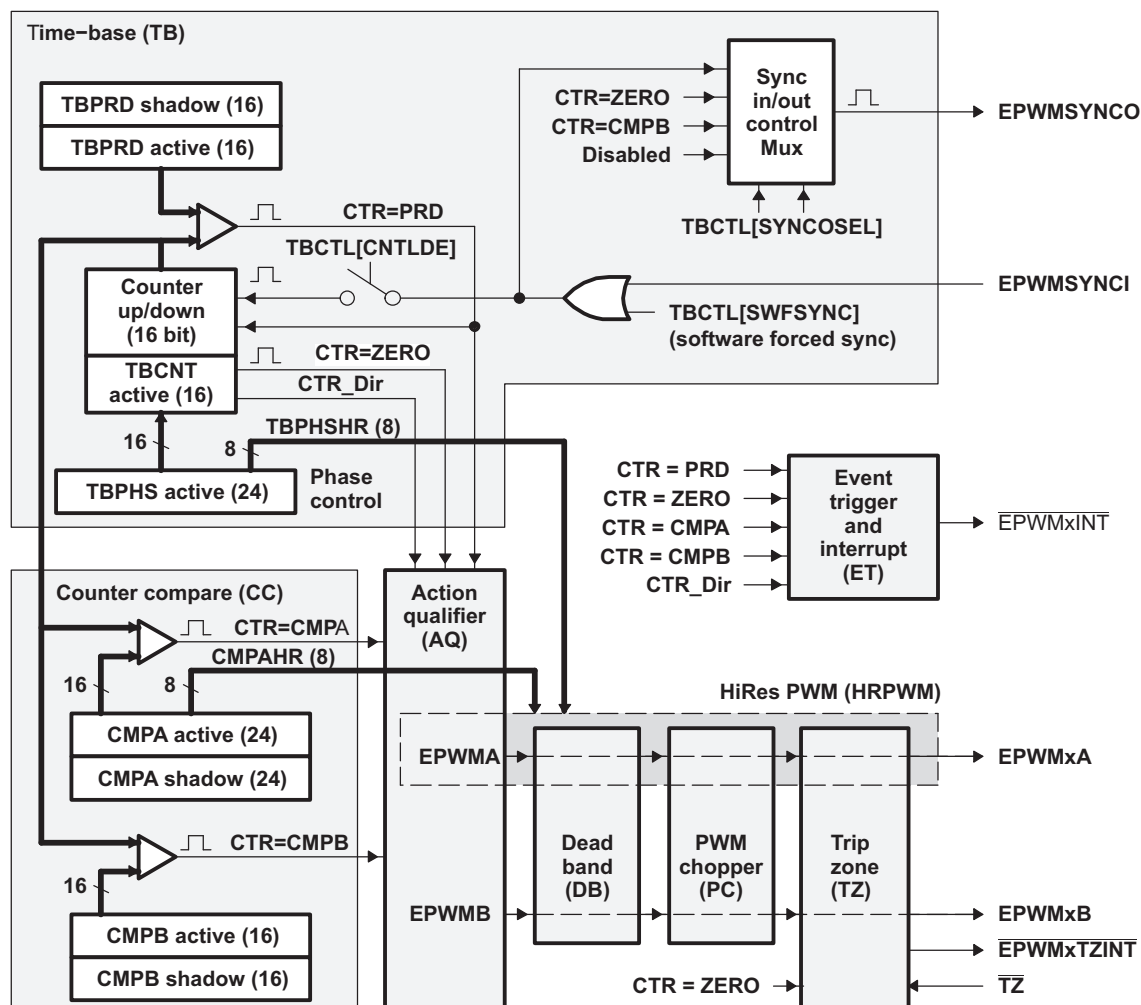 Time−base (TB)
TBPRD shadow (16)
TBPRD active (16)
CTR=ZERO
CTR=CMPB
Disabled
Sync
in/out
control
Mux
EPWMSYNCO
TBCTL[SYNCOSEL]
CTR=PRD
TBCTL[CNTLDE]
Counter
up/down
(16 bit)
TBCNT
active (16)
EPWMSYNCI
TBCTL[SWFSYNC]
(software forced sync)
CTR=ZERO
CTR_Dir
16
8
TBPHSHR (8)
TBPHS active (24)
Phase
control
CTR = PRD
CTR = ZERO
CTR = CMPA
CTR = CMPB
CTR_Dir
Event
trigger
and
interrupt
(ET)
EPWMxINT
Counter compare (CC)
CTR=CMPA
CMPAHR (8)
16
8
CMPA active (24)
CMPA shadow (24)
CTR=CMPB
16
CMPB active (16)
CMPB shadow (16)
Action
qualifier
(AQ)
HiRes PWM (HRPWM)
EPWMA
EPWMxA
Dead
band
(DB)
PWM
chopper
(PC)
Trip
zone
(TZ)
EPWMB
EPWMxB
EPWMxTZINT
CTR = ZERO
TZ